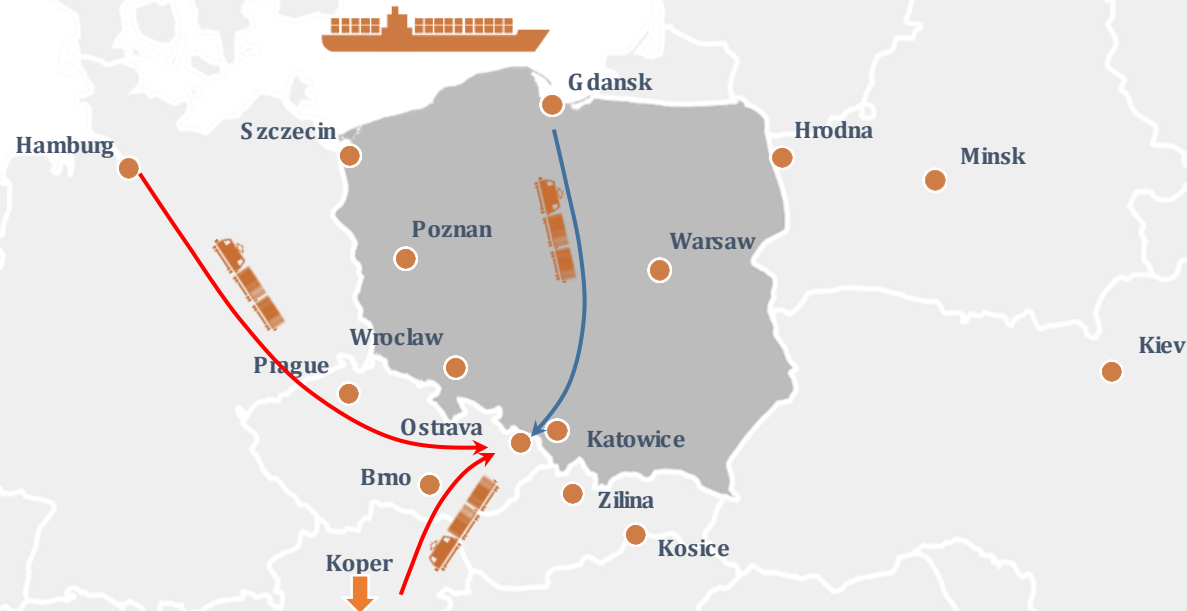 Gdansk
Szczecin
Hrodna
Hamburg
Minsk
Poznan
Warsaw
Wroclaw
Kiev
Prague
Ostrava
Katowice
Brno
Zilina
Kosice
Koper